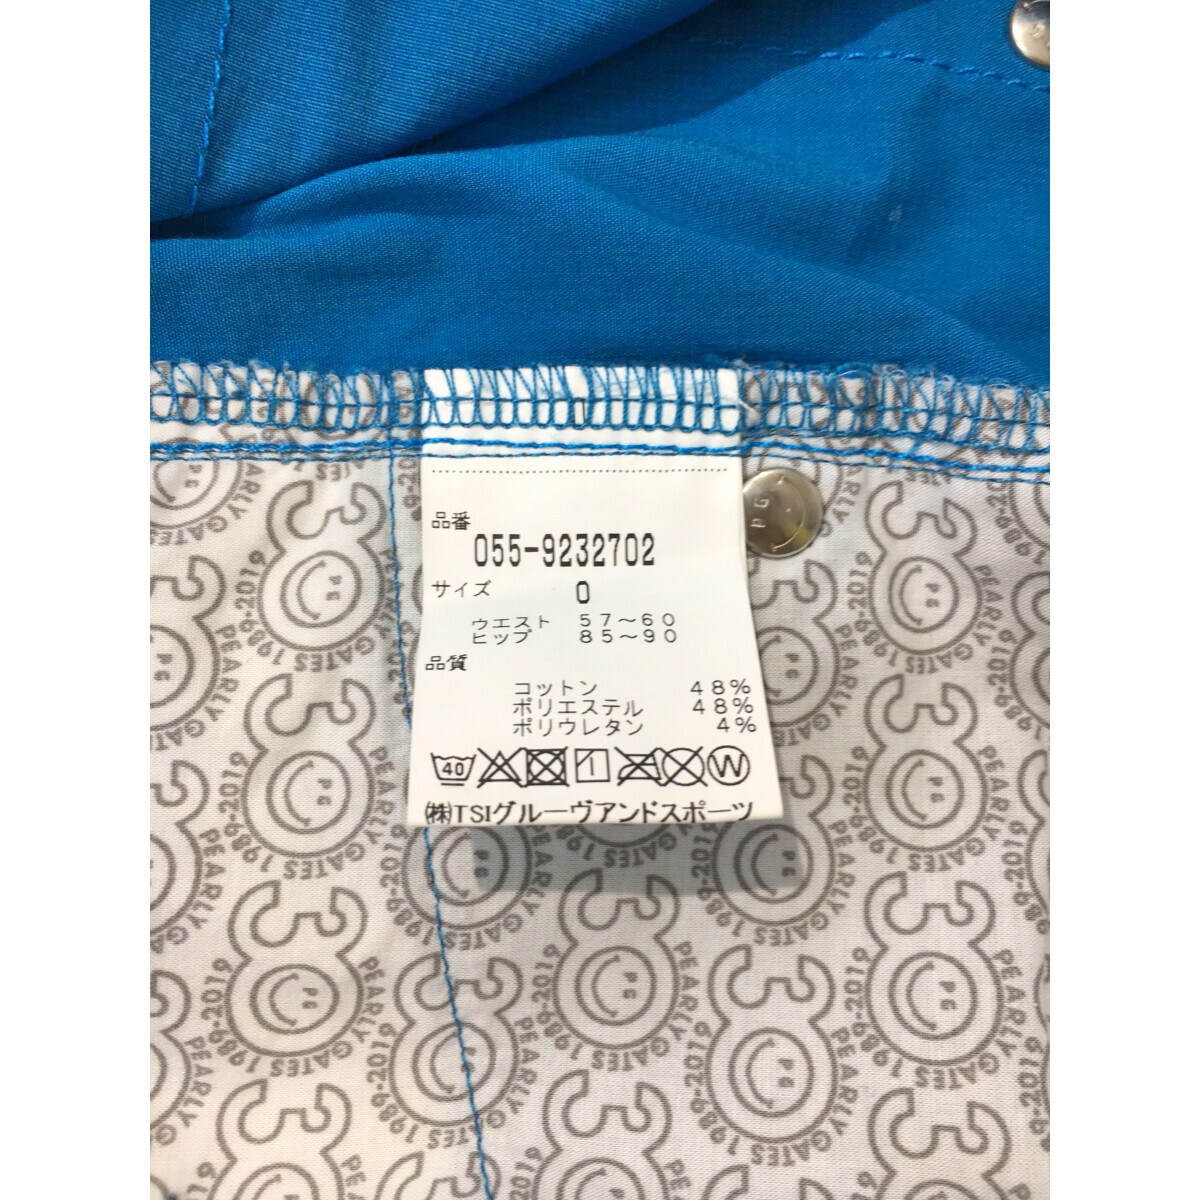 品番
055-9232702
サイズ 0
ウエスト 57〜60
ヒップ 85〜90
品質
コットン 48%
ポリエステル 48%
ポリウレタン 4%
40 W
㈱TSIグルーヴアンドスポーツ
PG
PEARLY GATES 1989-2019